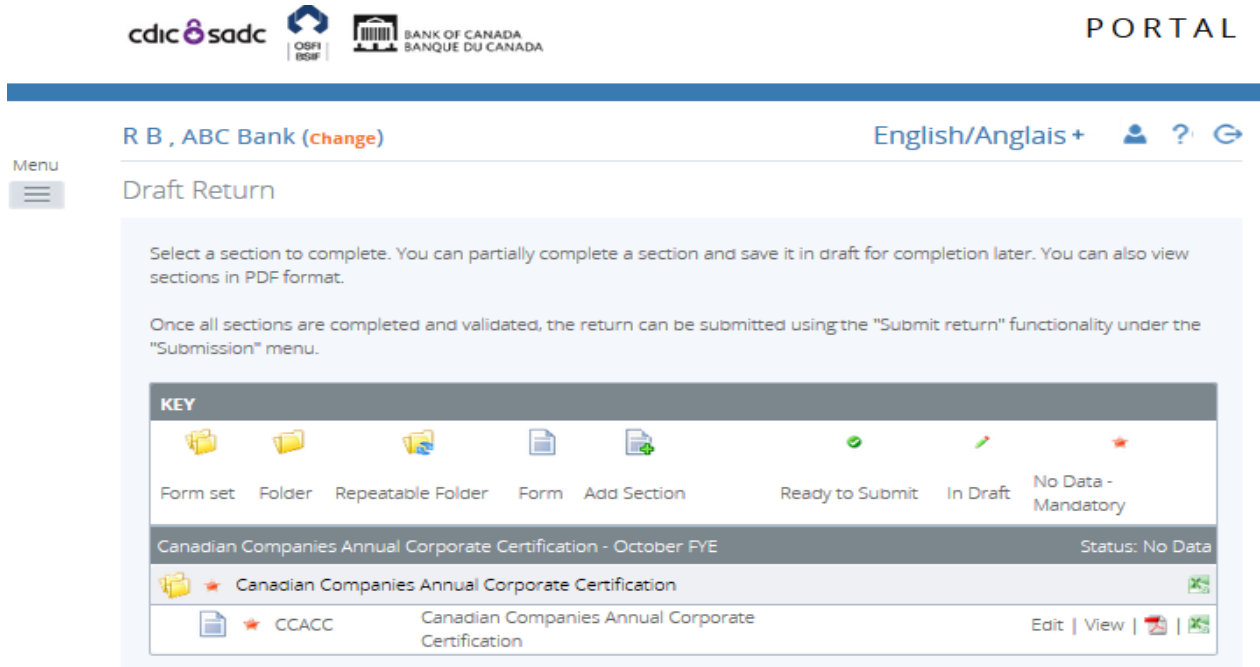 cdic sadc
OSFI
BSIF
BANK OF CANADA
BANQUE DU CANADA
PORTAL
R B , ABC Bank (Change)
English/Anglais +
?
Menu
Draft Return
Select a section to complete. You can partially complete a section and save it in draft for completion later. You can also view
sections in PDF format.
Once all sections are completed and validated, the return can be submitted using the "Submit return" functionality under the
"Submission" menu.
KEY
Form set Folder Repeatable Folder Form Add Section Ready to Submit In Draft No Data -
Mandatory
Canadian Companies Annual Corporate Certification - October FYE Status: No Data
Canadian Companies Annual Corporate Certification
CCACC Canadian Companies Annual Corporate
Certification
Edit | View | |